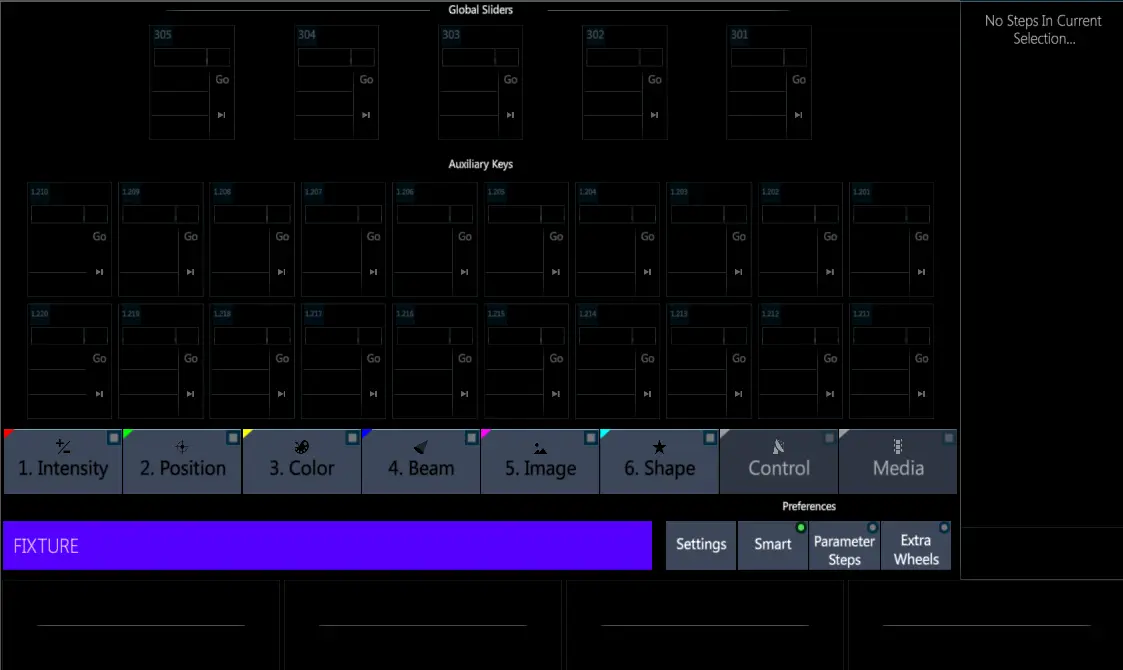 Global Sliders
No Steps In Current
Selection...
305 304 303 302 301
Go Go Go Go Go
Auxiliary Keys
1.210 1.209 1.208 1.207 1.206 1.205 1.204 1.203 1.202 1.201
Go Go Go Go Go Go Go Go Go Go
1.220 1.219 1.218 1.217 1.216 1.215 1.214 1.213 1.212 1.211
Go Go Go Go Go Go Go Go Go Go
1. Intensity 2. Position 3. Color 4. Beam 5. Image 6. Shape Control Media
Preferences
FIXTURE
Settings Smart Parameter Steps Extra Wheels